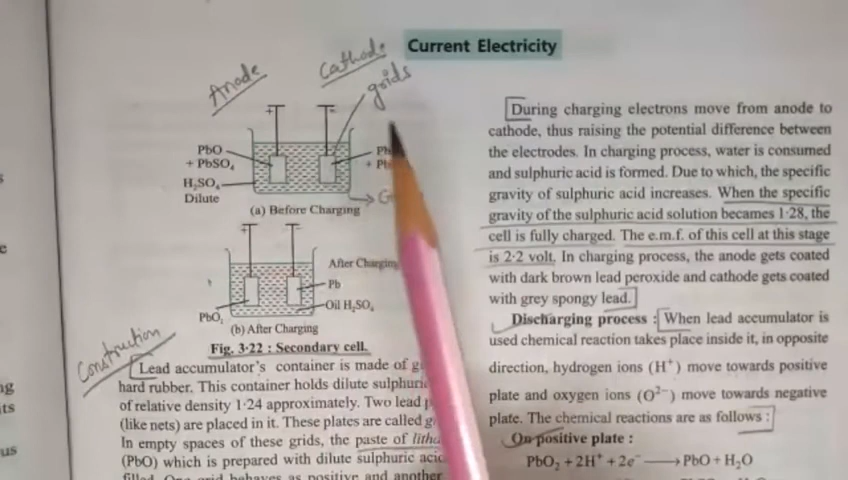 Current Electricity
Anode
Cathode
grids
PbO
+ PbSO₄
H₂SO₄
Dilute
(a) Before Charging
After Charging
Pb
Oil H₂SO₄
PbO₂
(b) After Charging
Fig. 3·22 : Secondary cell.
Construction
Lead accumulator's container is made of
hard rubber. This container holds dilute
of relative density 1·24 approximately. Two lead
(like nets) are placed in it. These plates are called
In empty spaces of these grids, the paste of
(PbO) which is prepared with dilute sulphuric
During charging electrons move from anode to
cathode, thus raising the potential difference between
the electrodes. In charging process, water is consumed
and sulphuric acid is formed. Due to which, the specific
gravity of sulphuric acid increases. When the specific
gravity of the sulphuric acid solution becames 1·28, the
cell is fully charged. The e.m.f. of this cell at this stage
is 2·2 volt. In charging process, the anode gets coated
with dark brown lead peroxide and cathode gets coated
with grey spongy lead.
Discharging process : When lead accumulator is
used chemical reaction takes place inside it, in opposite
direction, hydrogen ions (H⁺) move towards positive
plate and oxygen ions (O²⁻) move towards negative
plate. The chemical reactions are as follows :
On positive plate :
PbO₂ + 2H⁺ + 2e⁻ ⟶ PbO + H₂O